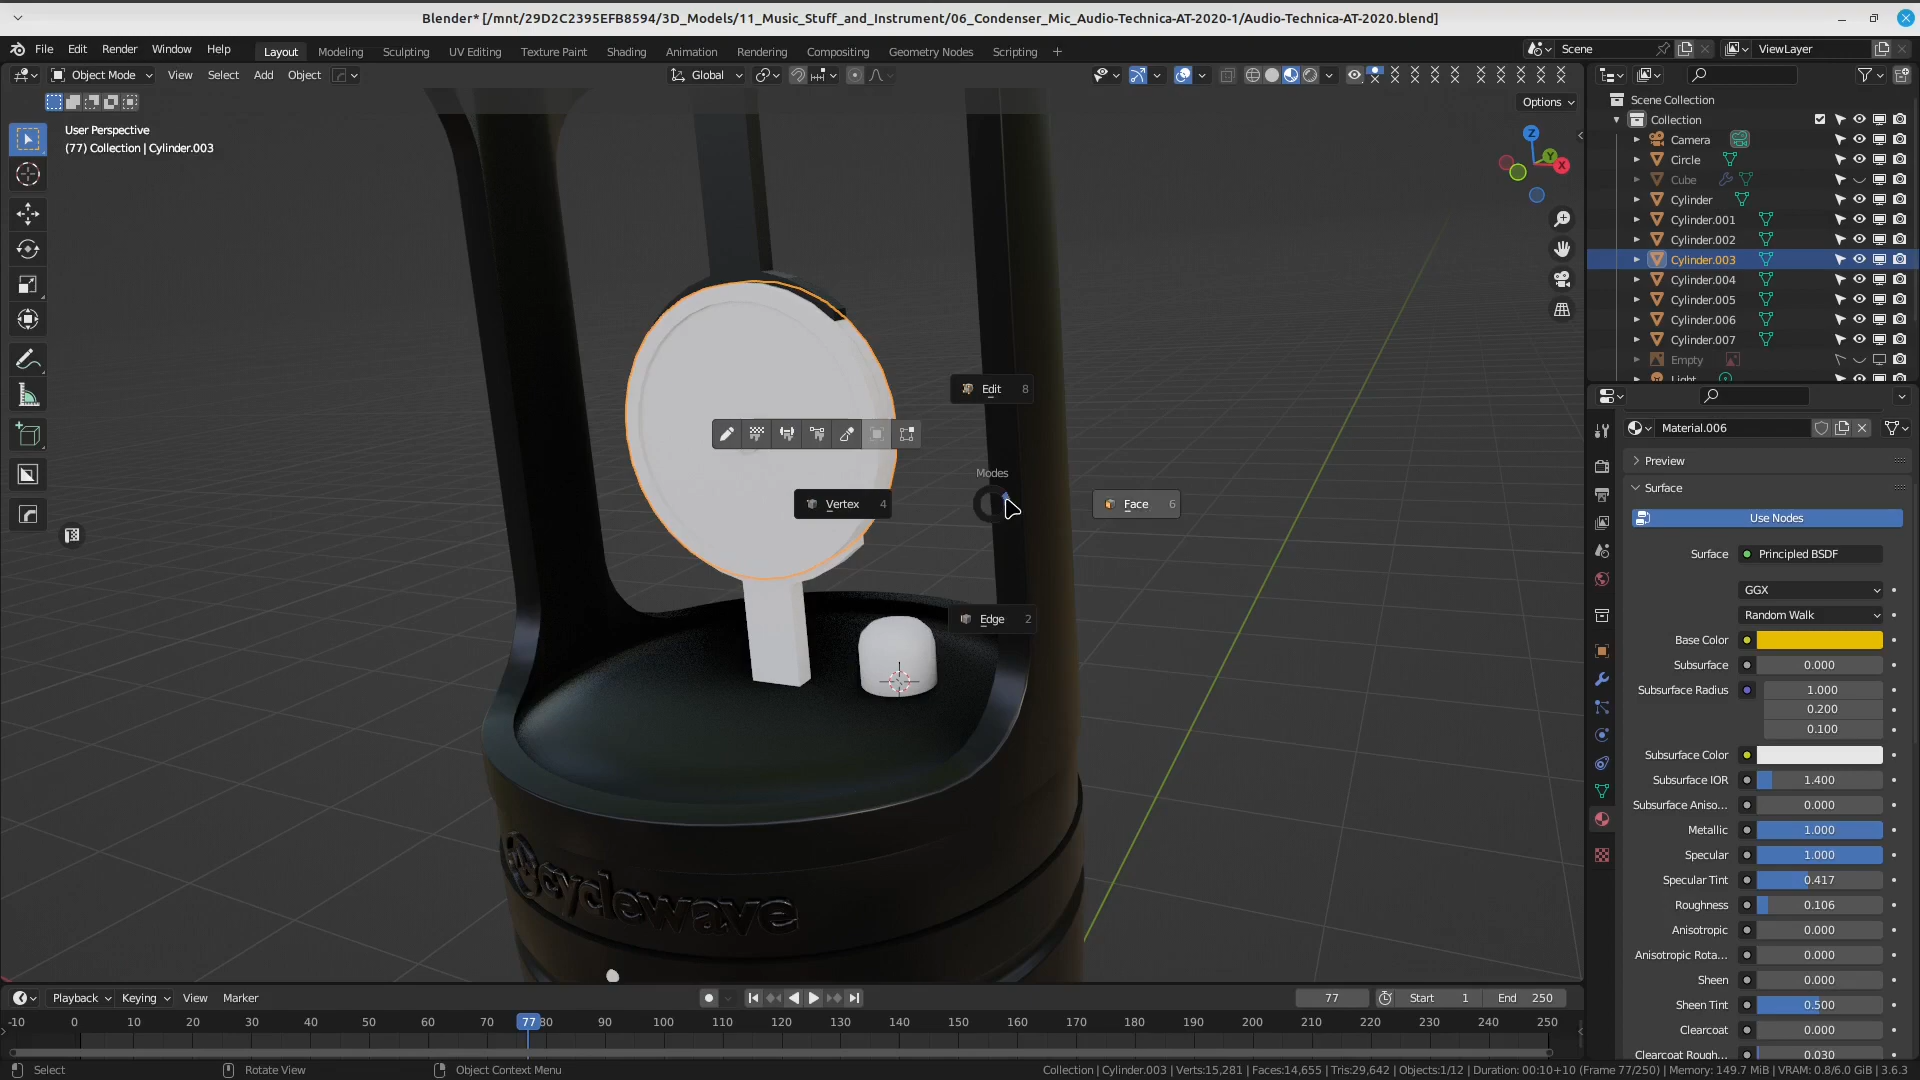 Blender* [/mnt/29D2C2395EFB8594/3D_Models/11_Music_Stuff_and_Instrument/06_Condenser_Mic_Audio-Technica-AT-2020-1/Audio-Technica-AT-2020.blend]
File Edit Render Window Help Layout Modeling Sculpting UV Editing Texture Paint Shading Animation Rendering Compositing Geometry Nodes Scripting + Scene ViewLayer
Object Mode View Select Add Object Global
Options
User Perspective
(77) Collection | Cylinder.003
Z
Y
X
Scene Collection
Collection
Camera
Circle
Cube
Cylinder
Cylinder.001
Cylinder.002
Cylinder.003
Cylinder.004
Cylinder.005
Cylinder.006
Cylinder.007
Empty
Light
Edit 8
Modes
Vertex 4
Face 6
Edge 2
cyclewave
Material.006
Preview
Surface
Use Nodes
Surface Principled BSDF
GGX
Random Walk
Base Color
Subsurface 0.000
Subsurface Radius 1.000
0.200
0.100
Subsurface Color
Subsurface IOR 1.400
Subsurface Aniso... 0.000
Metallic 1.000
Specular 1.000
Specular Tint 0.417
Roughness 0.106
Anisotropic 0.000
Anisotropic Rota... 0.000
Sheen 0.000
Sheen Tint 0.500
Clearcoat 0.000
Clearcoat Rough... 0.030
Playback Keying View Marker 77 Start 1 End 250
-10 0 10 20 30 40 50 60 70 77 80 90 100 110 120 130 140 150 160 170 180 190 200 210 220 230 240 250
Select Rotate View Object Context Menu Collection | Cylinder.003 | Verts:15,281 | Faces:14,655 | Tris:29,642 | Objects:1/12 | Duration: 00:10+10 (Frame 77/250) | Memory: 149.7 MiB | VRAM: 0.8/6.0 GiB | 3.6.3